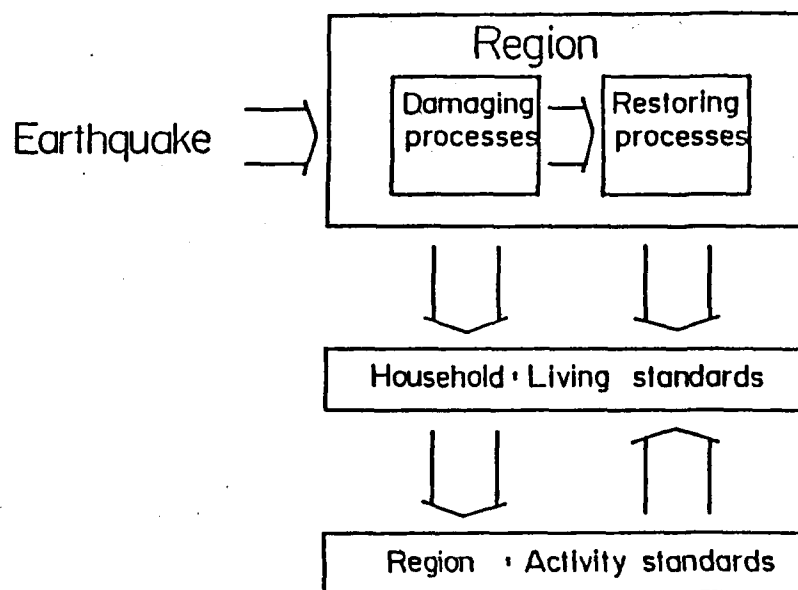 Region
Earthquake
Damaging
processes
Restoring
processes
Household · Living standards
Region · Activity standards